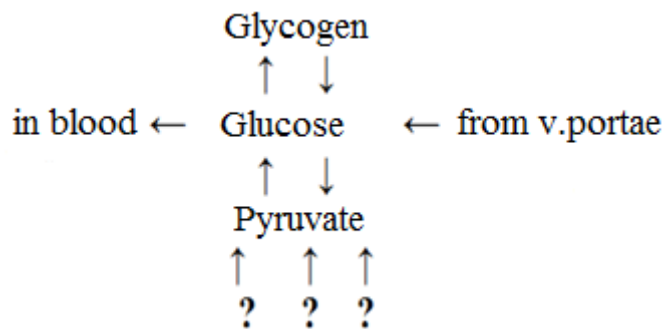 Glycogen
↑ ↓
in blood ← Glucose ← from v.portae
↑ ↓
Pyruvate
↑ ↑ ↑
? ? ?